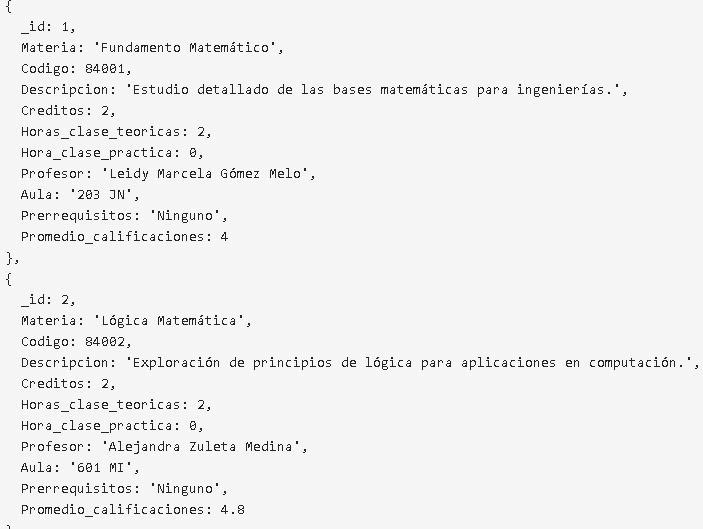 {
_id: 1,
Materia: 'Fundamento Matemático',
Codigo: 84001,
Descripcion: 'Estudio detallado de las bases matemáticas para ingenierías.',
Creditos: 2,
Horas_clase_teoricas: 2,
Hora_clase_practica: 0,
Profesor: 'Leidy Marcela Gómez Melo',
Aula: '203 JN',
Prerrequisitos: 'Ninguno',
Promedio_calificaciones: 4
},
{
_id: 2,
Materia: 'Lógica Matemática',
Codigo: 84002,
Descripcion: 'Exploración de principios de lógica para aplicaciones en computación.',
Creditos: 2,
Horas_clase_teoricas: 2,
Hora_clase_practica: 0,
Profesor: 'Alejandra Zuleta Medina',
Aula: '601 MI',
Prerrequisitos: 'Ninguno',
Promedio_calificaciones: 4.8
}